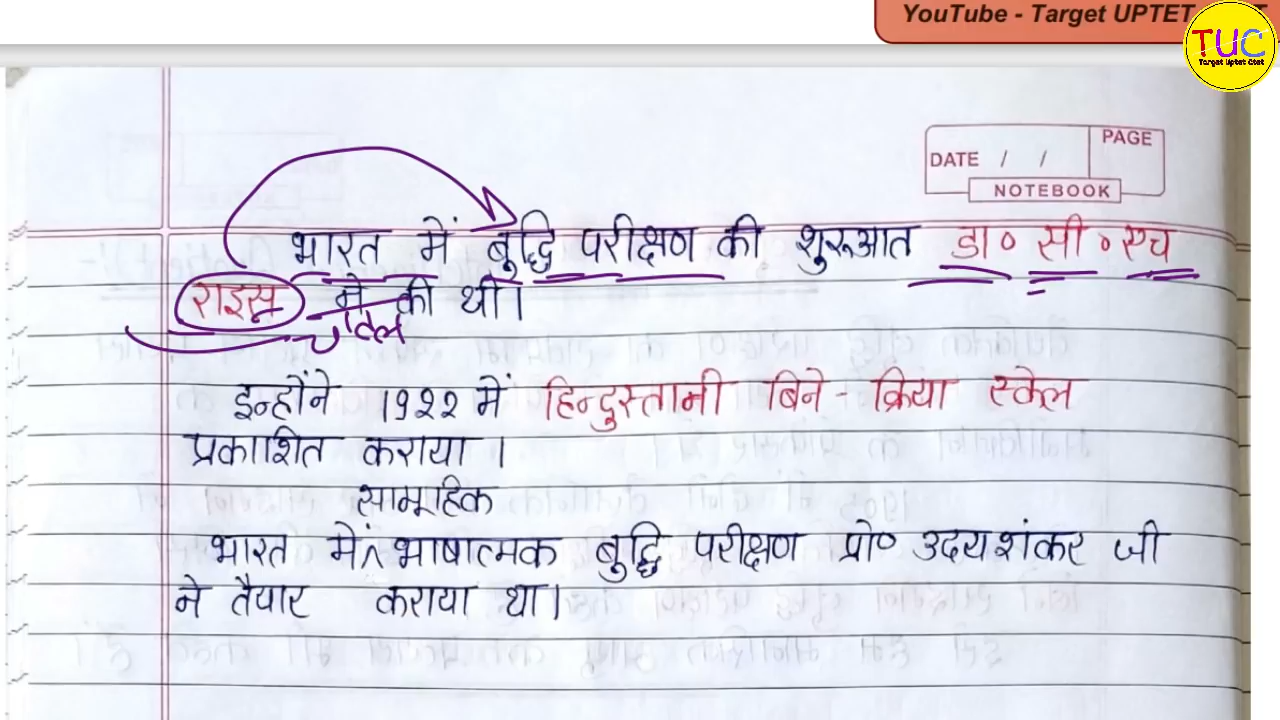 YouTube - Target UPTET
TUC
Target Uptet Ctet
PAGE
DATE / /
NOTEBOOK
भारत में बुद्धि परीक्षण की शुरूआत डा० सी० एच
राइस ने की थी।
इन्होंने 1922 में हिन्दुस्तानी बिने - क्रिया स्केल
प्रकाशित कराया।
सामूहिक
भारत में ^ भाषात्मक बुद्धि परीक्षण प्रो० उदयशंकर जी
ने तैयार कराया था।